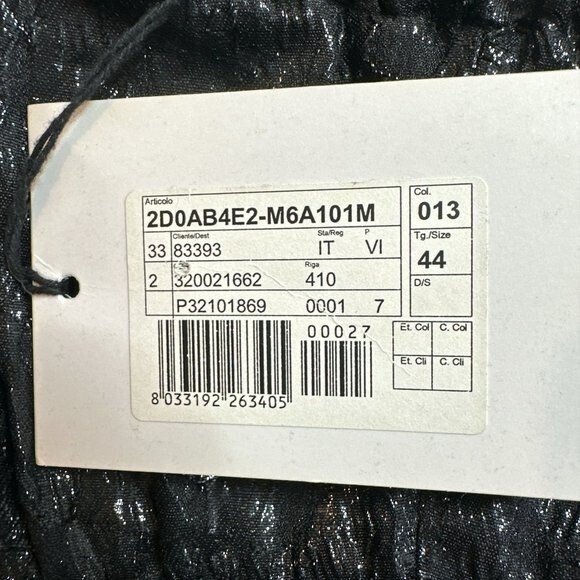 Articolo
2D0AB4E2-M6A101M
Col.
013
Cliente/Dest Sta/Reg P
33 83393 IT VI
Tg./Size
44
Riga
2 320021662 410
D/S
P32101869 0001 7
00027
Et. Col C. Col
Et. Cli C. Cli
8 033192 263405